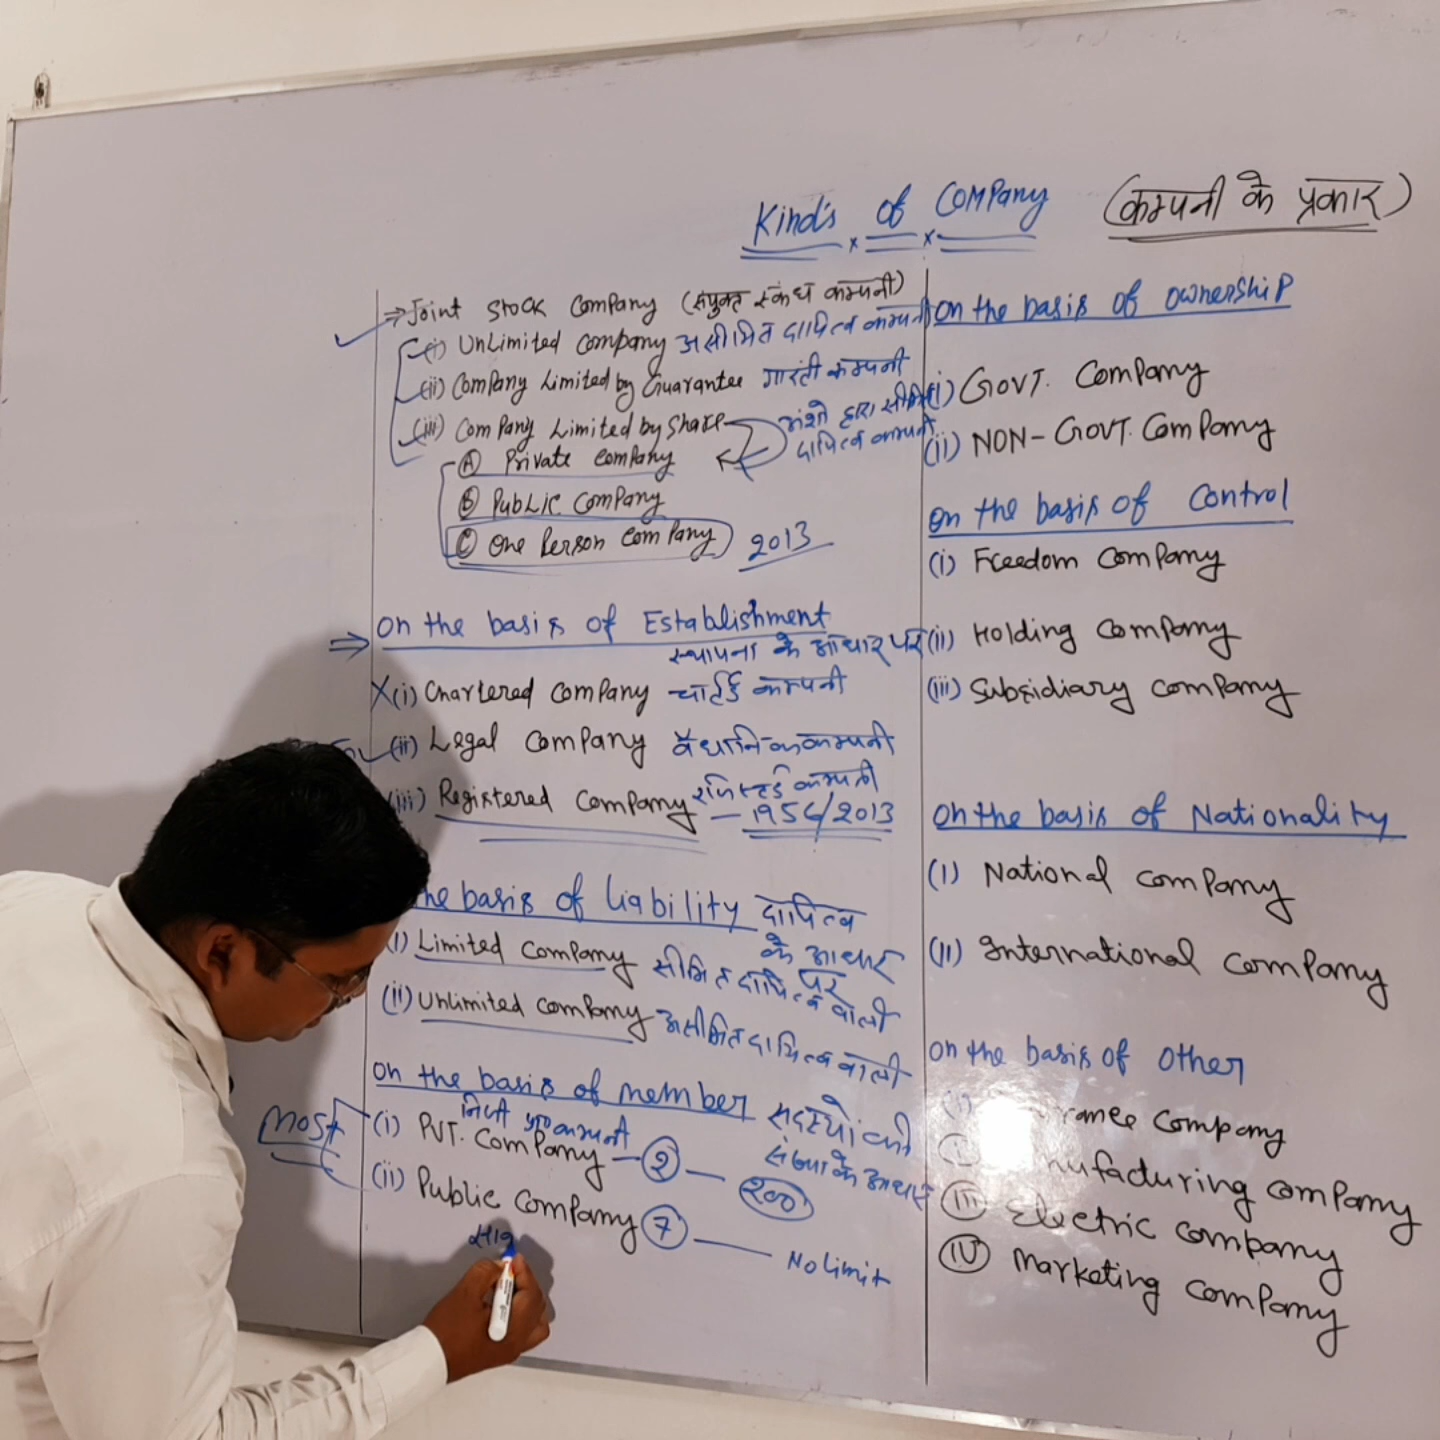 Kind's of Company (कम्पनी के प्रकार)
⇒ Joint Stock Company (संयुक्त स्कंध कम्पनी)
(i) UnLimited Company असीमित दायित्व कम्पनी
(ii) Company Limited by Guarantee गारंटी कम्पनी
(iii) Company Limited by Share अंशो द्वारा सीमित
दायित्व कम्पनी
(A) Private Company
(B) Public Company
(C) One Person Company 2013
⇒ on the basis of Establishment
स्थापना के आधार पर
X (i) Chartered Company चार्टर्ड कम्पनी
(ii) Legal Company वैधानिक कम्पनी
(iii) Registered Company रजिस्टर्ड कम्पनी
— 1956/2013
he basis of Liability दायित्व
के आधार
पर
(i) Limited Company सीमित दायित्व वाली
(ii) Unlimited Company असीमित दायित्व वाली
on the basis of member सदस्यो की
संख्या के आधार
Most
(i) PVT. Company — 2 — 200
(ii) Public Company 7 — No limit
साव
on the basis of ownership
(i) Govt. Company
(ii) NON-Govt. Company
on the basis of Control
(i) Freedom Company
(ii) Holding Company
(iii) Subsidiary Company
on the basis of Nationality
(I) National Company
(II) International Company
on the basis of other
rance Company
nufacturing Company
(III) Electric Company
(IV) Marketing Company